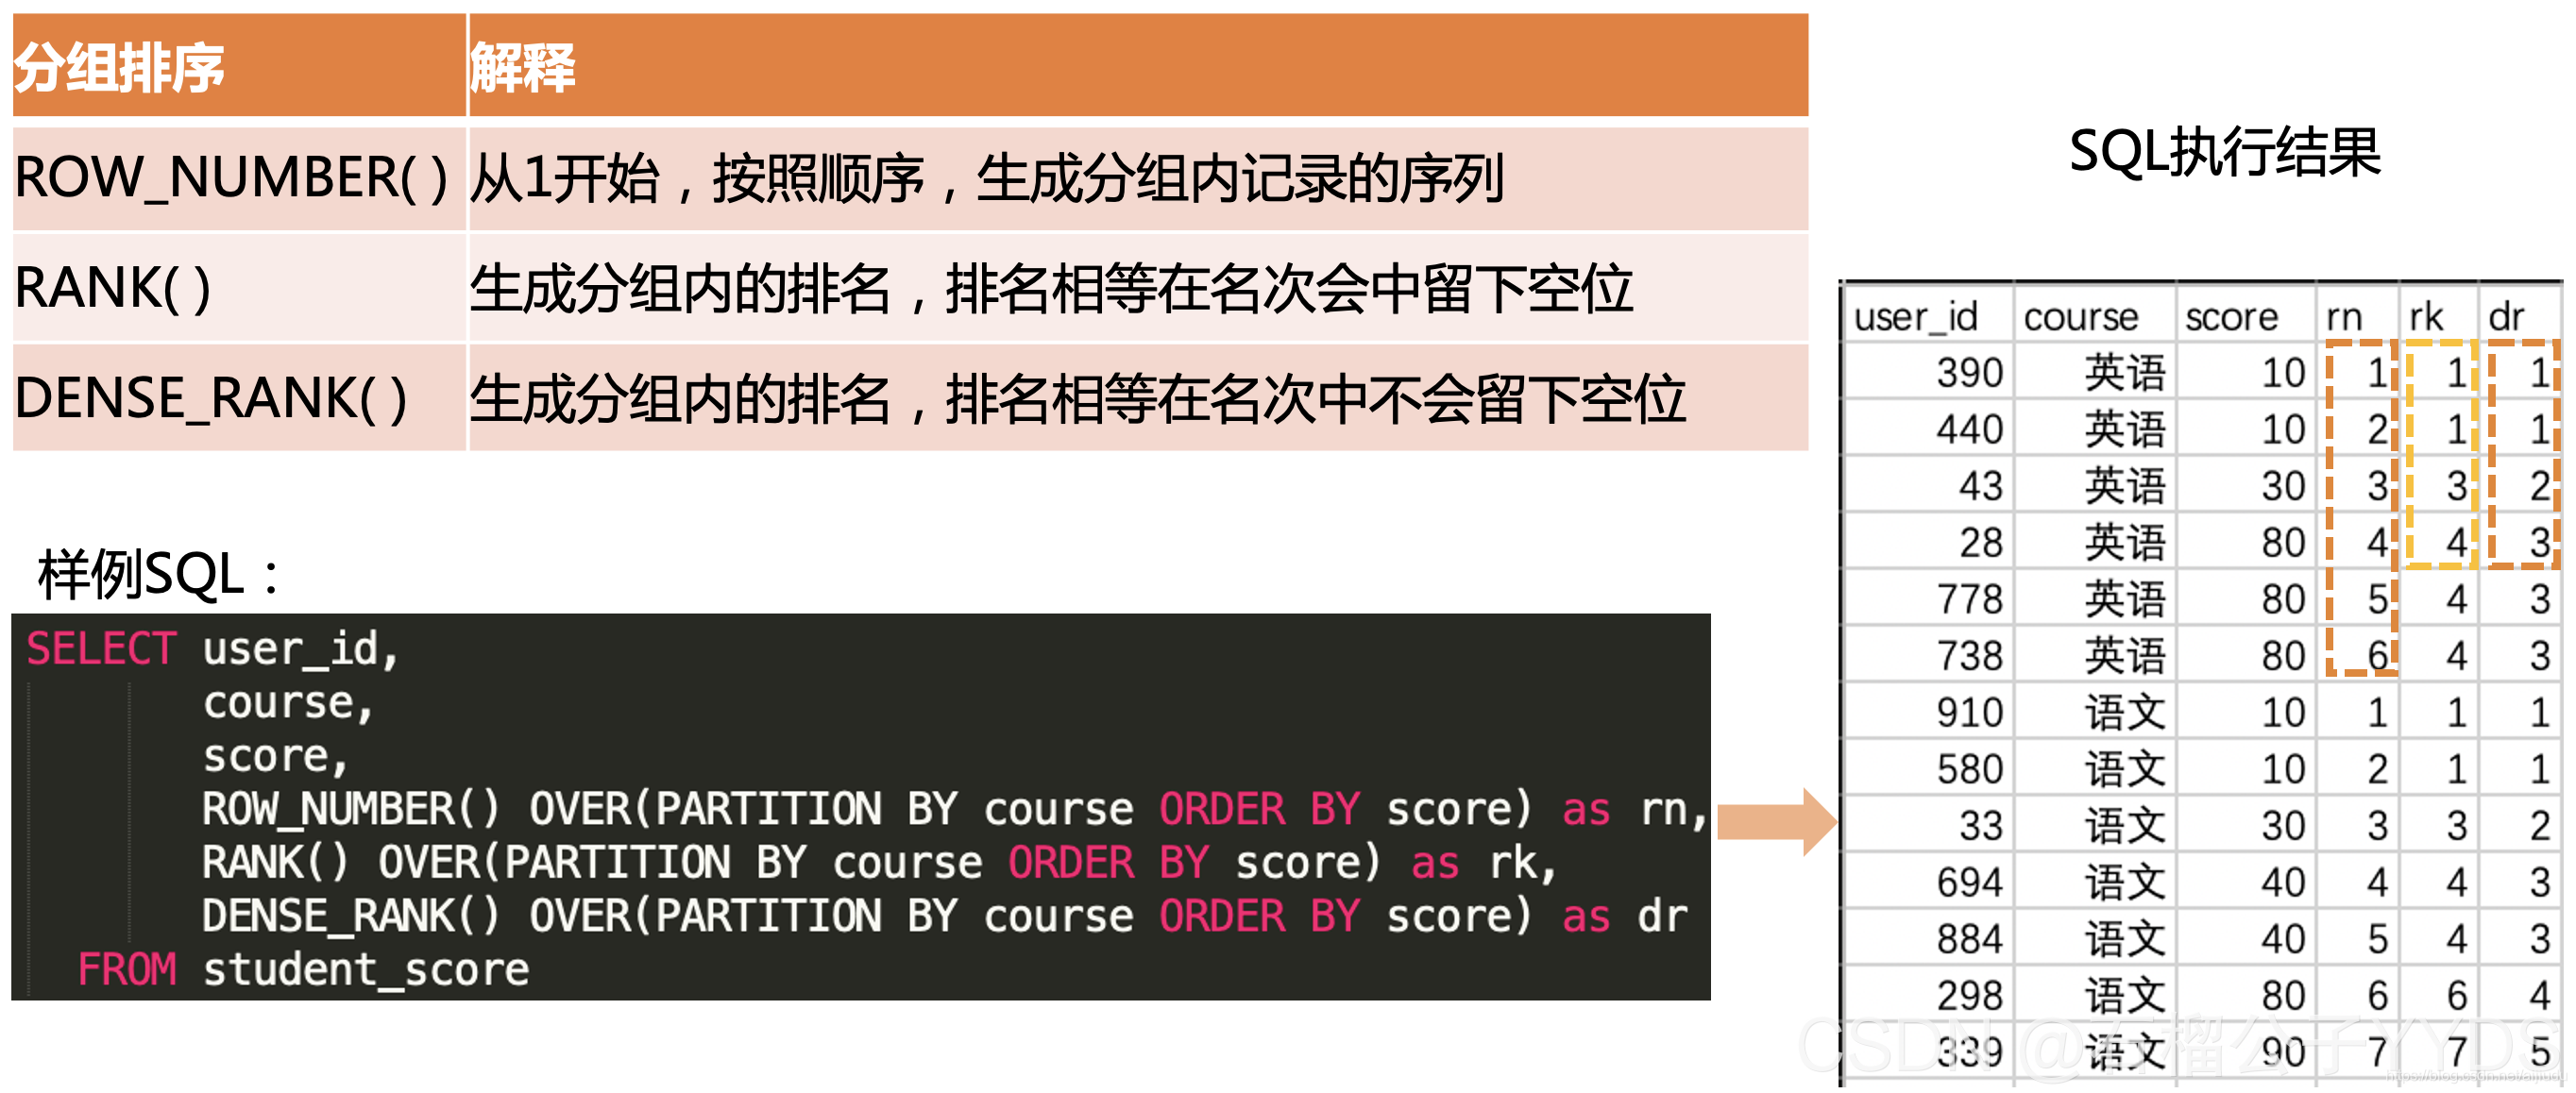 分组排序 解释
ROW_NUMBER( ) 从1开始，按照顺序，生成分组内记录的序列
RANK( ) 生成分组内的排名，排名相等在名次会中留下空位
DENSE_RANK( ) 生成分组内的排名，排名相等在名次中不会留下空位
样例SQL：
SELECT user_id,
course,
score,
ROW_NUMBER() OVER(PARTITION BY course ORDER BY score) as rn,
RANK() OVER(PARTITION BY course ORDER BY score) as rk,
DENSE_RANK() OVER(PARTITION BY course ORDER BY score) as dr
FROM student_score
SQL执行结果
user_id course score rn rk dr
390 英语 10 1 1 1
440 英语 10 2 1 1
43 英语 30 3 3 2
28 英语 80 4 4 3
778 英语 80 5 4 3
738 英语 80 6 4 3
910 语文 10 1 1 1
580 语文 10 2 1 1
33 语文 30 3 3 2
694 语文 40 4 4 3
884 语文 40 5 4 3
298 语文 80 6 6 4
339 语文 90 7 7 5
CSDN @石榴公子YYDS